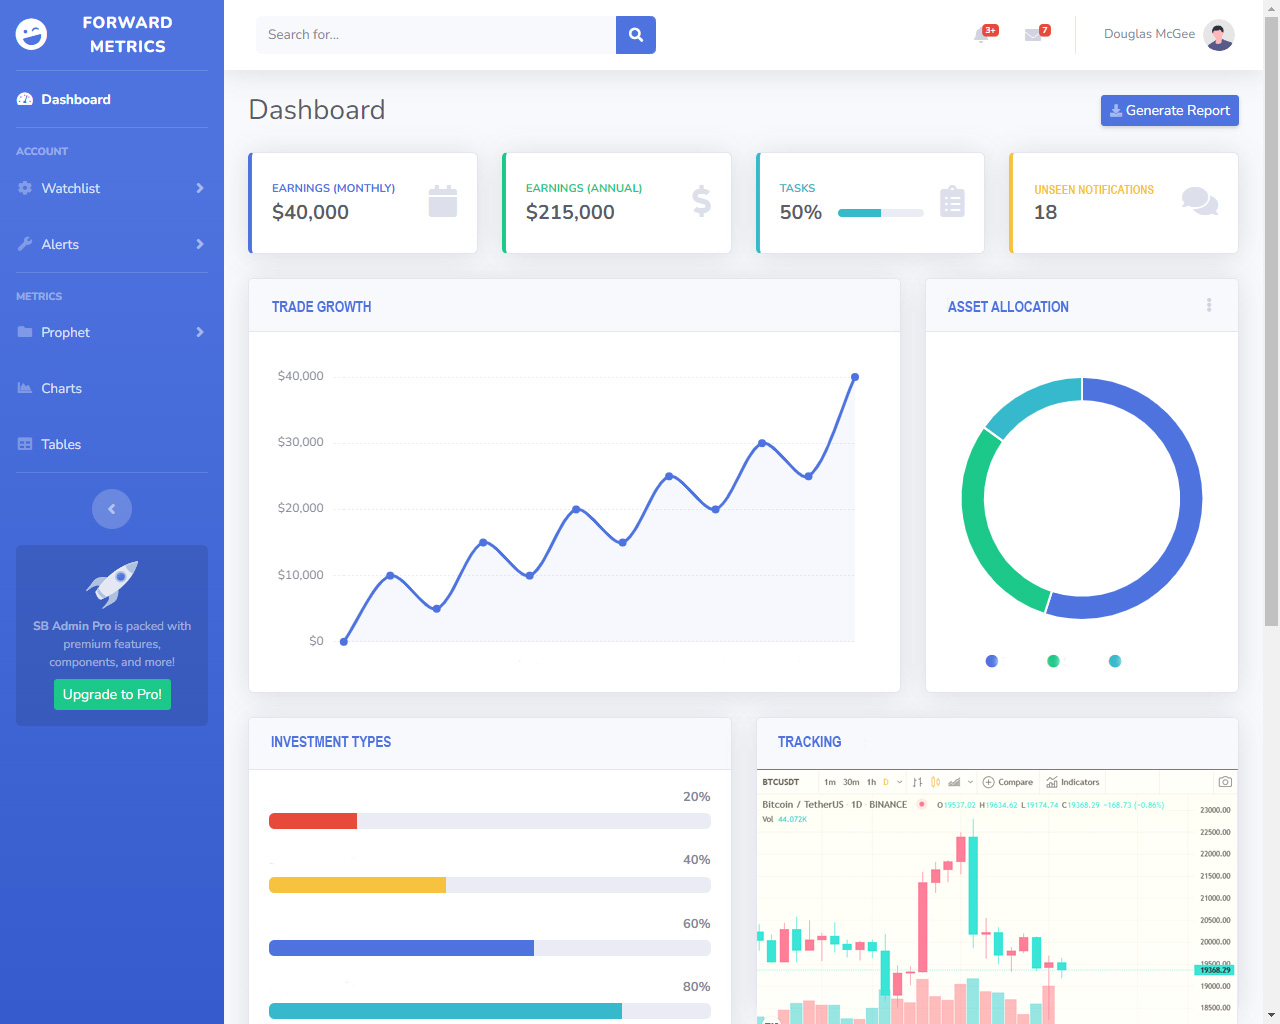 FORWARD
METRICS
Search for...
3+
7
Douglas McGee
Dashboard
ACCOUNT
Watchlist
Alerts
METRICS
Prophet
Charts
Tables
SB Admin Pro is packed with
premium features,
components, and more!
Upgrade to Pro!
Dashboard
Generate Report
EARNINGS (MONTHLY)
$40,000
EARNINGS (ANNUAL)
$215,000
TASKS
50%
UNSEEN NOTIFICATIONS
18
TRADE GROWTH
$40,000
$30,000
$20,000
$10,000
$0
ASSET ALLOCATION
INVESTMENT TYPES
20%
40%
60%
80%
TRACKING
BTCUSDT 1m 30m 1h D Compare Indicators
Bitcoin / TetherUS · 1D · BINANCE O19537.02 H19634.62 L19174.74 C19368.29 −168.73 (−0.86%)
Vol 44.072K
23000.00
22500.00
22000.00
21500.00
21000.00
20500.00
20000.00
19500.00
19368.29
19000.00
18500.00